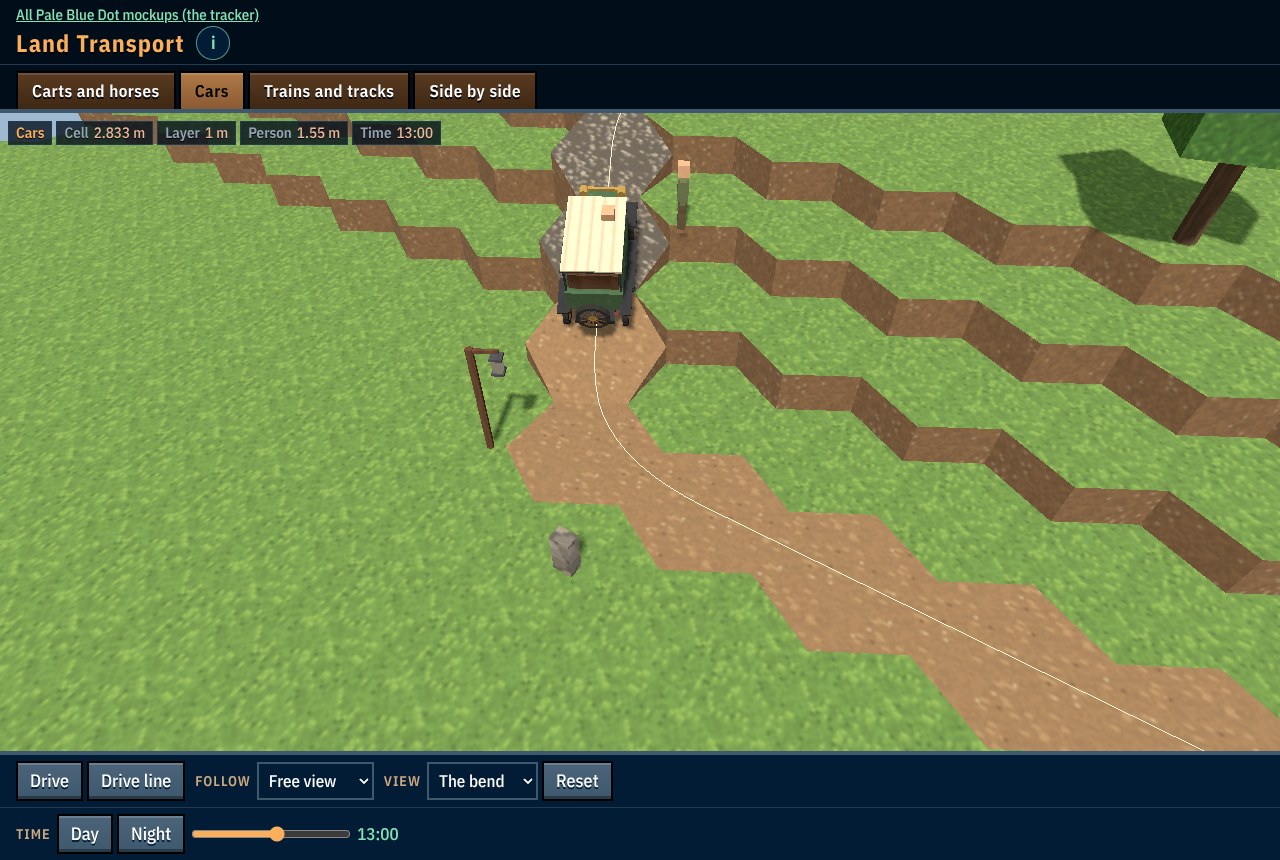 All Pale Blue Dot mockups (the tracker)
Land Transport i
Carts and horses Cars Trains and tracks Side by side
Cars Cell 2.833 m Layer 1 m Person 1.55 m Time 13:00
Drive Drive line FOLLOW Free view VIEW The bend Reset
TIME Day Night 13:00